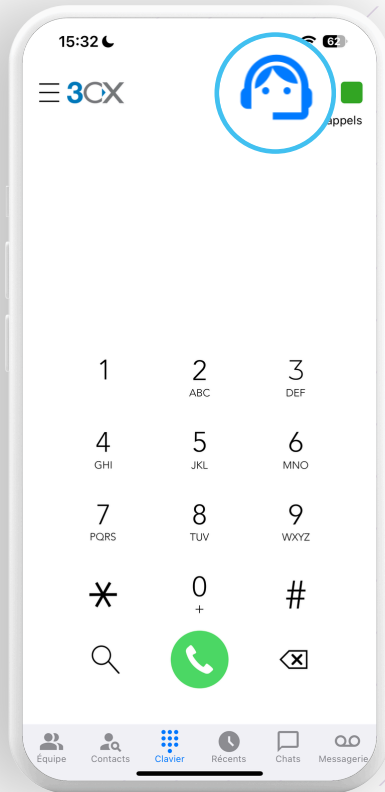 15:32
62
3CX
appels
1
2
3
ABC
DEF
4
5
6
GHI
JKL
MNO
7
8
9
PQRS
TUV
WXYZ
*
0
#
+
Équipe
Contacts
Clavier
Récents
Chats
Messagerie